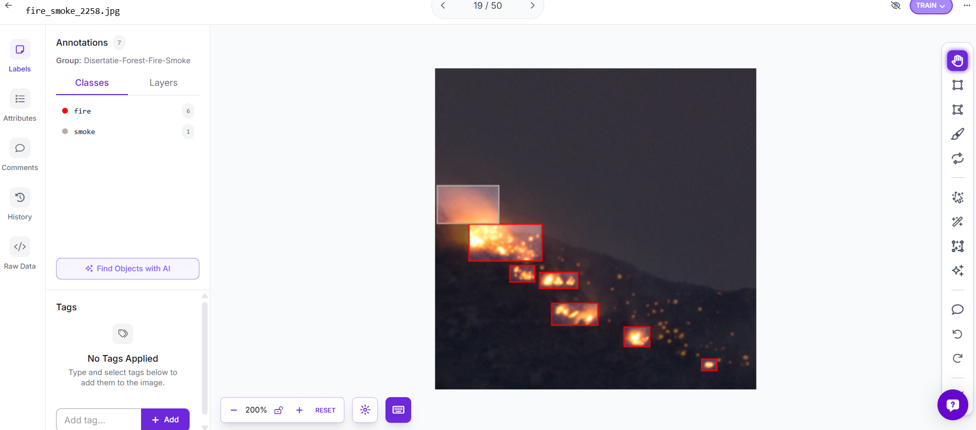 fire_smoke_2258.jpg
19 / 50
TRAIN
Labels
Attributes
Comments
History
Raw Data
Annotations 7
Group: Disertatie-Forest-Fire-Smoke
Classes Layers
fire 6
smoke 1
Find Objects with AI
Tags
No Tags Applied
Type and select tags below to
add them to the image.
Add tag... + Add
200% RESET